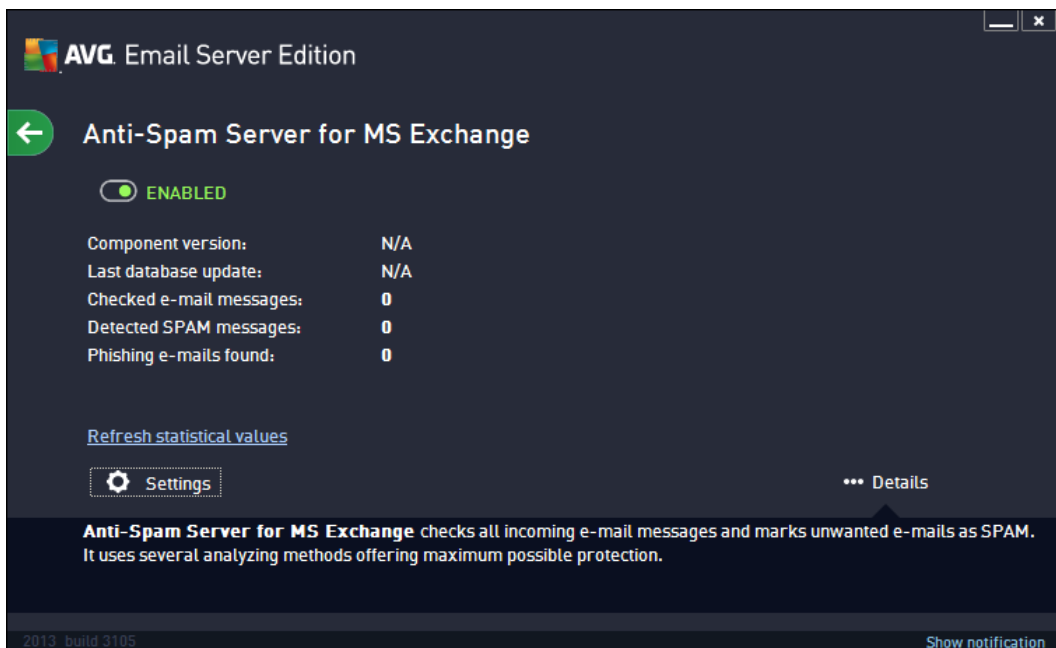 AVG. Email Server Edition
Anti-Spam Server for MS Exchange
ENABLED
Component version: N/A
Last database update: N/A
Checked e-mail messages: 0
Detected SPAM messages: 0
Phishing e-mails found: 0
Refresh statistical values
Settings
••• Details
Anti-Spam Server for MS Exchange checks all incoming e-mail messages and marks unwanted e-mails as SPAM.
It uses several analyzing methods offering maximum possible protection.
2013 build 3105
Show notification